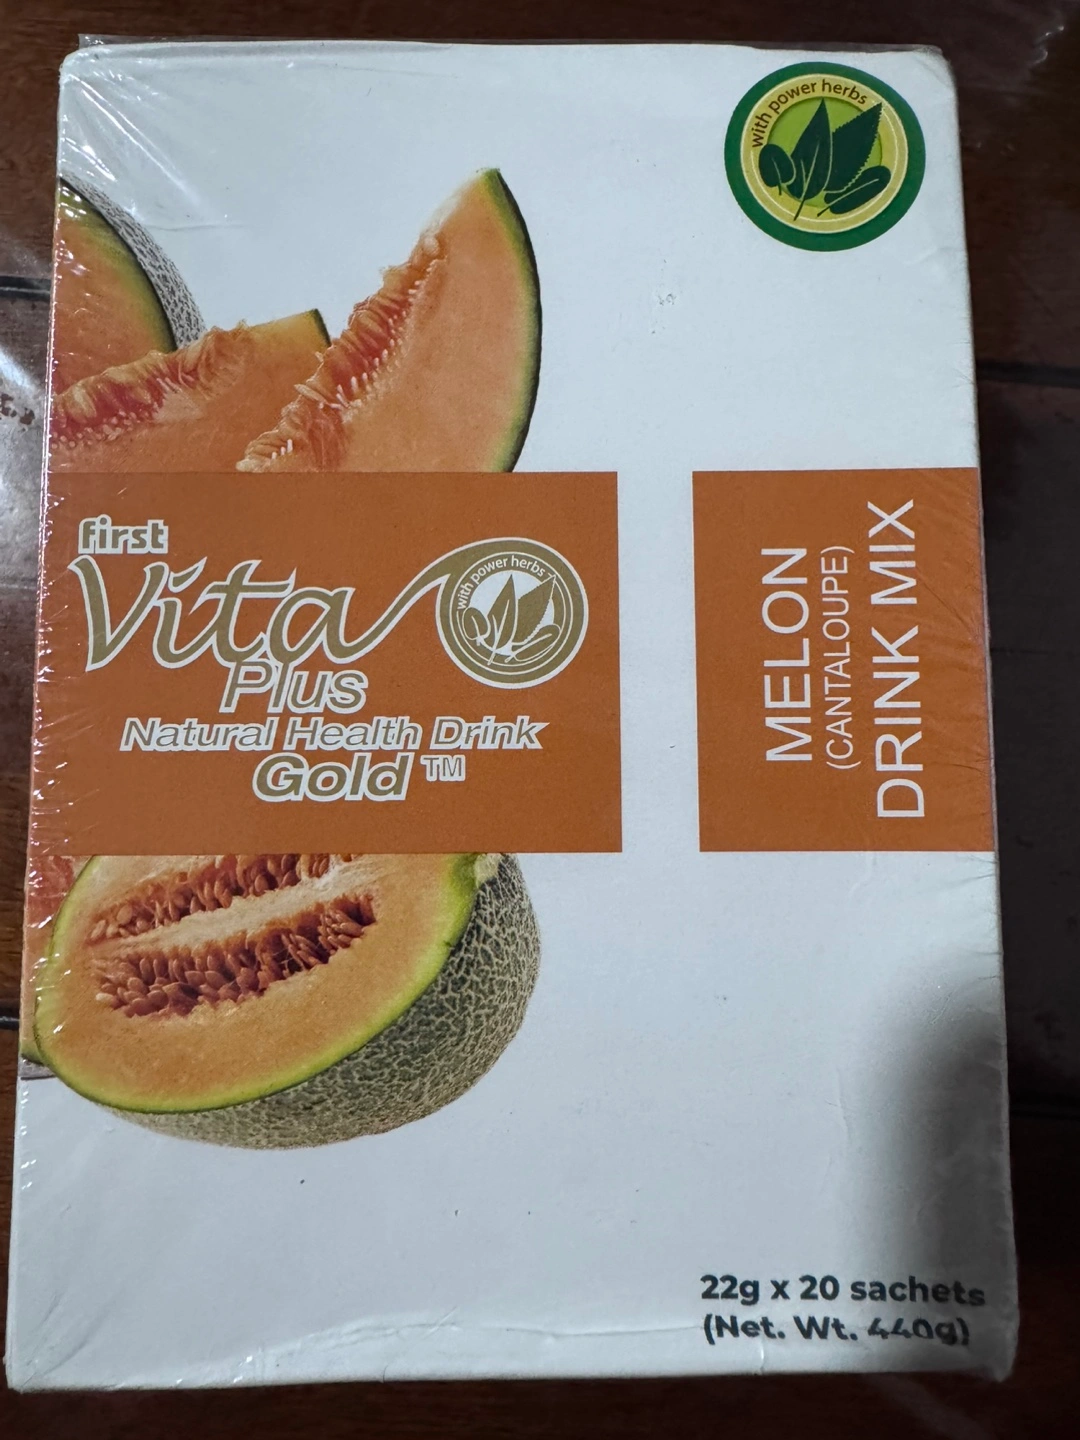 with power herbs
first
Vita
with power herbs
Plus
Natural Health Drink
Gold™
MELON
(CANTALOUPE)
DRINK MIX
22g x 20 sachets
(Net. Wt. 440g)